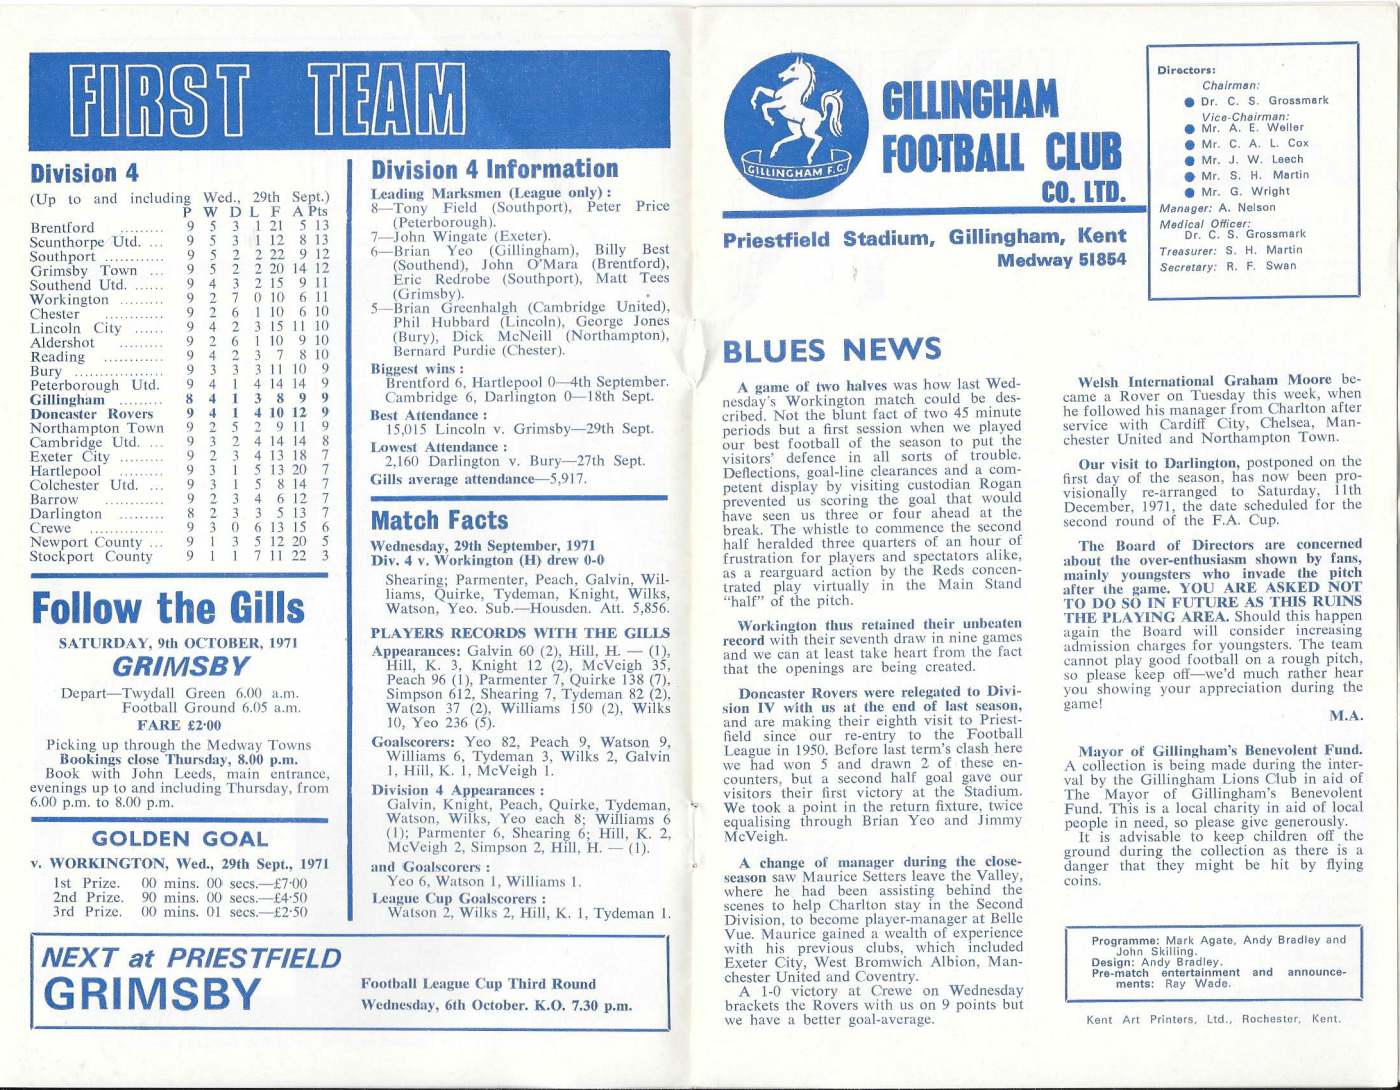 FIRST TEAM
Division 4
(Up to and including Wed., 29th Sept.)
P W D L F A Pts
Brentford ......... 9 5 3 1 21 5 13
Scunthorpe Utd. ... 9 5 3 1 12 8 13
Southport ............ 9 5 2 2 22 9 12
Grimsby Town ... 9 5 2 2 20 14 12
Southend Utd. ...... 9 4 3 2 15 9 11
Workington ......... 9 2 7 0 10 6 11
Chester ............ 9 2 6 1 10 6 10
Lincoln City ...... 9 4 2 3 15 11 10
Aldershot ......... 9 2 6 1 10 9 10
Reading ............ 9 4 2 3 7 8 10
Bury .................. 9 3 3 3 11 10 9
Peterborough Utd. 9 4 1 4 14 14 9
Gillingham ......... 8 4 1 3 8 9 9
Doncaster Rovers 9 4 1 4 10 12 9
Northampton Town 9 2 5 2 9 11 9
Cambridge Utd. ... 9 3 2 4 14 14 8
Exeter City ......... 9 2 3 4 13 18 7
Hartlepool ......... 9 3 1 5 13 20 7
Colchester Utd. ... 9 3 1 5 8 14 7
Barrow ............ 9 2 3 4 6 12 7
Darlington ......... 8 2 3 3 5 13 7
Crewe ............... 9 3 0 6 13 15 6
Newport County ... 9 1 3 5 12 20 5
Stockport County 9 1 1 7 11 22 3
Follow the Gills
SATURDAY, 9th OCTOBER, 1971
GRIMSBY
Depart—Twydall Green 6.00 a.m.
Football Ground 6.05 a.m.
FARE £2·00
Picking up through the Medway Towns
Bookings close Thursday, 8.00 p.m.
Book with John Leeds, main entrance,
evenings up to and including Thursday, from
6.00 p.m. to 8.00 p.m.
GOLDEN GOAL
v. WORKINGTON, Wed., 29th Sept., 1971
1st Prize. 00 mins. 00 secs.—£7·00
2nd Prize. 90 mins. 00 secs.—£4·50
3rd Prize. 00 mins. 01 secs.—£2·50
Division 4 Information
Leading Marksmen (League only) :
8—Tony Field (Southport), Peter Price
(Peterborough).
7—John Wingate (Exeter).
6—Brian Yeo (Gillingham), Billy Best
(Southend), John O'Mara (Brentford),
Eric Redrobe (Southport), Matt Tees
(Grimsby).
5—Brian Greenhalgh (Cambridge United),
Phil Hubbard (Lincoln), George Jones
(Bury), Dick McNeill (Northampton),
Bernard Purdie (Chester).
Biggest wins :
Brentford 6, Hartlepool 0—4th September.
Cambridge 6, Darlington 0—18th Sept.
Best Attendance :
15,015 Lincoln v. Grimsby—29th Sept.
Lowest Attendance :
2,160 Darlington v. Bury—27th Sept.
Gills average attendance—5,917.
Match Facts
Wednesday, 29th September, 1971
Div. 4 v. Workington (H) drew 0-0
Shearing; Parmenter, Peach, Galvin, Wil-
liams, Quirke, Tydeman, Knight, Wilks,
Watson, Yeo. Sub.—Housden. Att. 5,856.
PLAYERS RECORDS WITH THE GILLS
Appearances: Galvin 60 (2), Hill, H. — (1),
Hill, K. 3, Knight 12 (2), McVeigh 35,
Peach 96 (1), Parmenter 7, Quirke 138 (7),
Simpson 612, Shearing 7, Tydeman 82 (2),
Watson 37 (2), Williams 150 (2), Wilks
10, Yeo 236 (5).
Goalscorers: Yeo 82, Peach 9, Watson 9,
Williams 6, Tydeman 3, Wilks 2, Galvin
1, Hill, K. 1, McVeigh 1.
Division 4 Appearances :
Galvin, Knight, Peach, Quirke, Tydeman,
Watson, Wilks, Yeo each 8; Williams 6
(1); Parmenter 6, Shearing 6; Hill, K. 2,
McVeigh 2, Simpson 2, Hill, H. — (1).
and Goalscorers :
Yeo 6, Watson 1, Williams 1.
League Cup Goalscorers :
Watson 2, Wilks 2, Hill, K. 1, Tydeman 1.
NEXT at PRIESTFIELD
GRIMSBY
Football League Cup Third Round
Wednesday, 6th October. K.O. 7.30 p.m.
GILLINGHAM F.C.
GILLINGHAM
FOOTBALL CLUB
CO. LTD.
Priestfield Stadium, Gillingham, Kent
Medway 51854
Directors:
Chairman:
● Dr. C. S. Grossmark
Vice-Chairman:
● Mr. A. E. Weller
● Mr. C. A. L. Cox
● Mr. J. W. Leech
● Mr. S. H. Martin
● Mr. G. Wright
Manager: A. Nelson
Medical Officer:
Dr. C. S. Grossmark
Treasurer: S. H. Martin
Secretary: R. F. Swan
BLUES NEWS
A game of two halves was how last Wed-
nesday's Workington match could be des-
cribed. Not the blunt fact of two 45 minute
periods but a first session when we played
our best football of the season to put the
visitors' defence in all sorts of trouble.
Deflections, goal-line clearances and a com-
petent display by visiting custodian Rogan
prevented us scoring the goal that would
have seen us three or four ahead at the
break. The whistle to commence the second
half heralded three quarters of an hour of
frustration for players and spectators alike,
as a rearguard action by the Reds concen-
trated play virtually in the Main Stand
"half" of the pitch.
Workington thus retained their unbeaten
record with their seventh draw in nine games
and we can at least take heart from the fact
that the openings are being created.
Doncaster Rovers were relegated to Divi-
sion IV with us at the end of last season,
and are making their eighth visit to Priest-
field since our re-entry to the Football
League in 1950. Before last term's clash here
we had won 5 and drawn 2 of these en-
counters, but a second half goal gave our
visitors their first victory at the Stadium.
We took a point in the return fixture, twice
equalising through Brian Yeo and Jimmy
McVeigh.
A change of manager during the close-
season saw Maurice Setters leave the Valley,
where he had been assisting behind the
scenes to help Charlton stay in the Second
Division, to become player-manager at Belle
Vue. Maurice gained a wealth of experience
with his previous clubs, which included
Exeter City, West Bromwich Albion, Man-
chester United and Coventry.
A 1-0 victory at Crewe on Wednesday
brackets the Rovers with us on 9 points but
we have a better goal-average.
Welsh International Graham Moore be-
came a Rover on Tuesday this week, when
he followed his manager from Charlton after
service with Cardiff City, Chelsea, Man-
chester United and Northampton Town.
Our visit to Darlington, postponed on the
first day of the season, has now been pro-
visionally re-arranged to Saturday, 11th
December, 1971, the date scheduled for the
second round of the F.A. Cup.
The Board of Directors are concerned
about the over-enthusiasm shown by fans,
mainly youngsters who invade the pitch
after the game. YOU ARE ASKED NOT
TO DO SO IN FUTURE AS THIS RUINS
THE PLAYING AREA. Should this happen
again the Board will consider increasing
admission charges for youngsters. The team
cannot play good football on a rough pitch,
so please keep off—we'd much rather hear
you showing your appreciation during the
game!
M.A.
Mayor of Gillingham's Benevolent Fund.
A collection is being made during the inter-
val by the Gillingham Lions Club in aid of
The Mayor of Gillingham's Benevolent
Fund. This is a local charity in aid of local
people in need, so please give generously.
It is advisable to keep children off the
ground during the collection as there is a
danger that they might be hit by flying
coins.
Programme: Mark Agate, Andy Bradley and
John Skilling.
Design: Andy Bradley.
Pre-match entertainment and announce-
ments: Ray Wade.
Kent Art Printers, Ltd., Rochester, Kent.